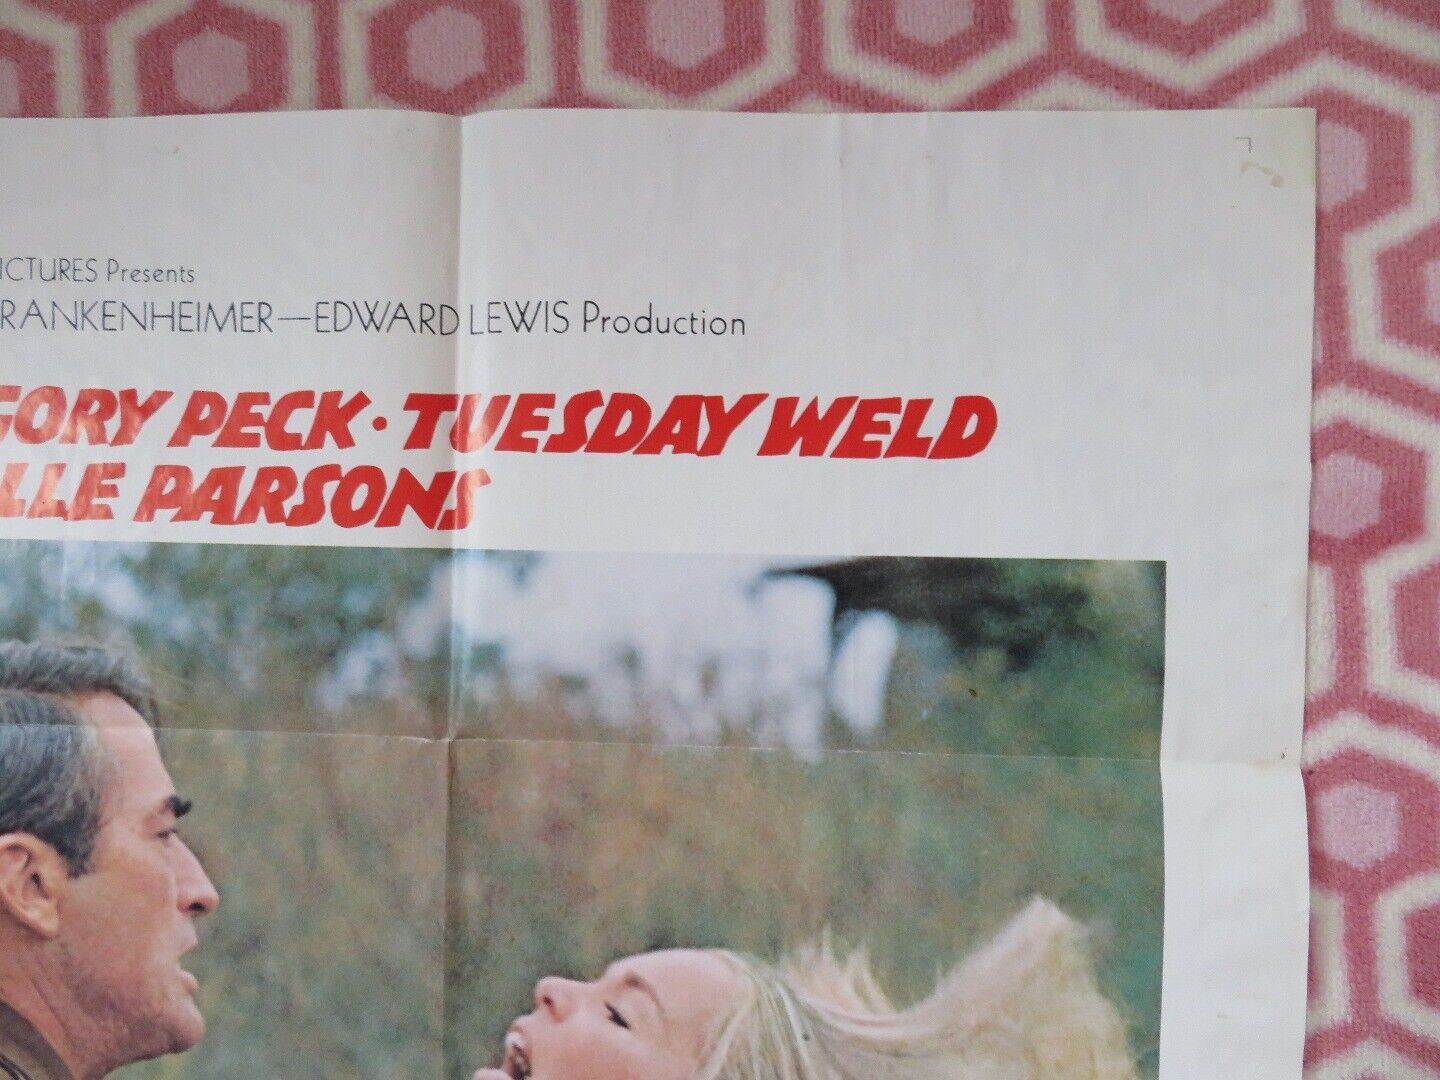 ICTURES Presents
RANKENHEIMER—EDWARD LEWIS Production
GORY PECK · TUESDAY WELD
LLE PARSONS